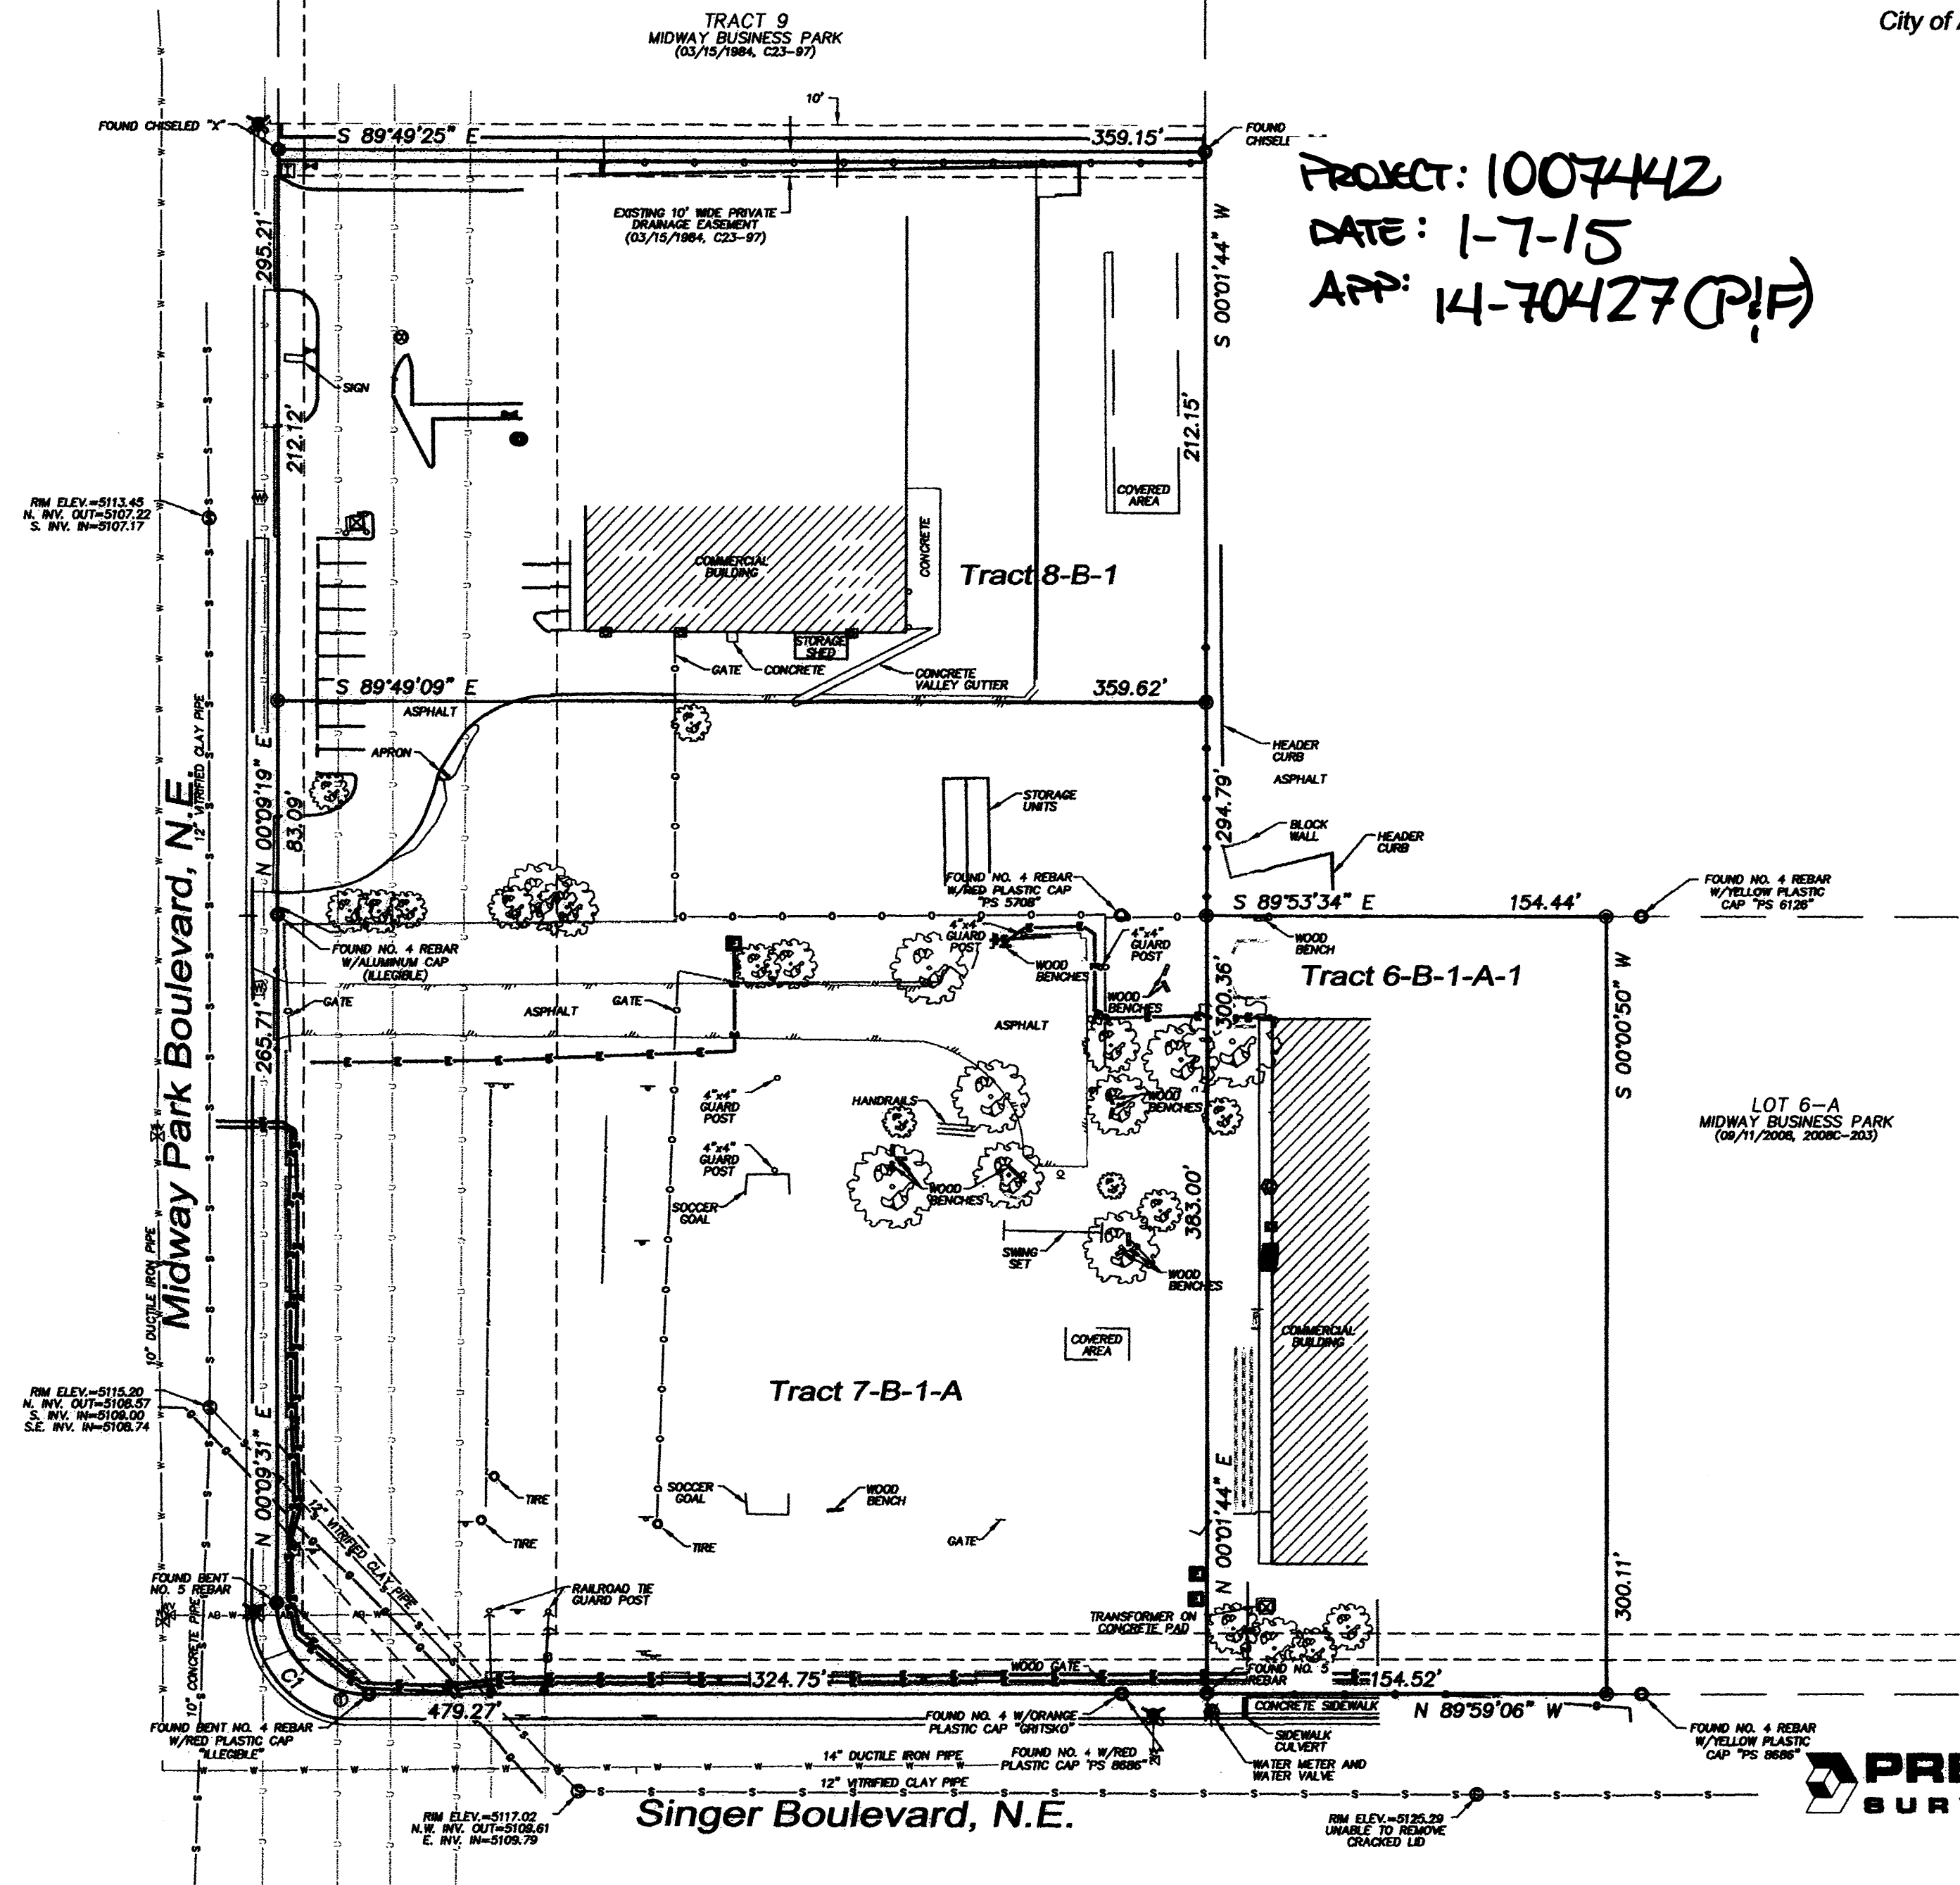 City of
TRACT 9
MIDWAY BUSINESS PARK
(03/15/1984, C23-97)
10'
FOUND CHISELED "X"
S 89°49'25" E
359.15'
FOUND
PROJECT: 1007442
DATE: 1-7-15
APP: 14-70427 (P&F)
EXISTING 10' WIDE PRIVATE
DRAINAGE EASEMENT
(03/15/1984, C23-97)
295.21'
S 00°01'44" W
SIGN
212.12'
212.15'
COVERED
AREA
RIM ELEV.=5113.45
N. INV. OUT=5107.22
S. INV. IN=5107.17
COMMERCIAL
BUILDING
CONCRETE
Tract 8-B-1
STORAGE
SHED
GATE
CONCRETE
CONCRETE
VALLEY GUTTER
S 89°49'09" E
359.62'
ASPHALT
APRON
12" VITRIFIED CLAY PIPE
N 00°09'19" E
83.09'
HEADER
CURB
ASPHALT
294.79'
STORAGE
UNITS
BLOCK
WALL
HEADER
CURB
FOUND NO. 4 REBAR
W/RED PLASTIC CAP
"PS 5708"
S 89°53'34" E
154.44'
FOUND NO. 4 REBAR
W/YELLOW PLASTIC
CAP "PS 6126"
FOUND NO. 4 REBAR
W/ALUMINUM CAP
(ILLEGIBLE)
4"x4"
GUARD
POST
WOOD
BENCHES
4"x4"
GUARD
POST
WOOD
BENCH
Tract 6-B-1-A-1
300.36'
S 00°00'50" W
GATE
ASPHALT
GATE
ASPHALT
WOOD
BENCHES
265.71'
Midway Park Boulevard, N.E.
10" DUCTILE IRON PIPE
4"x4"
GUARD
POST
HANDRAILS
WOOD
BENCHES
LOT 6-A
MIDWAY BUSINESS PARK
(09/11/2008, 2008C-203)
4"x4"
GUARD
POST
SOCCER
GOAL
WOOD
BENCHES
383.00'
SWING
SET
WOOD
BENCHES
COVERED
AREA
COMMERCIAL
BUILDING
Tract 7-B-1-A
RIM ELEV.=5115.20
N. INV. OUT=5108.57
S. INV. IN=5109.00
S.E. INV. IN=5108.74
N 00°09'31" E
N 00°01'44" E
SOCCER
GOAL
WOOD
BENCH
TIRE
TIRE
TIRE
GATE
12" VITRIFIED CLAY PIPE
FOUND BENT
NO. 5 REBAR
RAILROAD TIE
GUARD POST
300.11'
TRANSFORMER ON
CONCRETE PAD
10" CONCRETE PIPE
C1
WOOD GATE
FOUND NO. 5
REBAR
324.75'
154.52'
479.27'
CONCRETE SIDEWALK
N 89°59'06" W
FOUND BENT NO. 4 REBAR
W/RED PLASTIC CAP
"ILLEGIBLE"
FOUND NO. 4 W/ORANGE
PLASTIC CAP "GRITSKO"
SIDEWALK
CULVERT
FOUND NO. 4 REBAR
W/YELLOW PLASTIC
CAP "PS 8686"
14" DUCTILE IRON PIPE
FOUND NO. 4 W/RED
PLASTIC CAP "PS 8686"
WATER METER AND
WATER VALVE
12" VITRIFIED CLAY PIPE
Singer Boulevard, N.E.
RIM ELEV.=5117.02
N.W. INV. OUT=5109.61
E. INV. IN=5109.79
RIM ELEV.=5125.29
UNABLE TO REMOVE
CRACKED LID